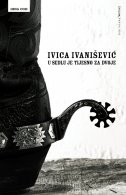 IVICA IVANIŠEVIĆ
U SEDLU JE TIJESNO ZA DVOJE